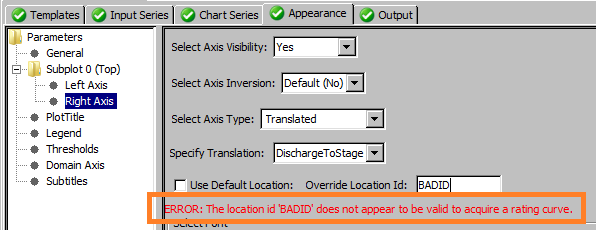 Templates Input Series Chart Series Appearance Output
Parameters
General
Subplot 0 (Top)
Left Axis
Right Axis
PlotTitle
Legend
Thresholds
Domain Axis
Subtitles
Select Axis Visibility: Yes
Select Axis Inversion: Default (No)
Select Axis Type: Translated
Specify Translation: DischargeToStage
Use Default Location: Override Location Id: BADID
ERROR: The location id 'BADID' does not appear to be valid to acquire a rating curve.
Select Font